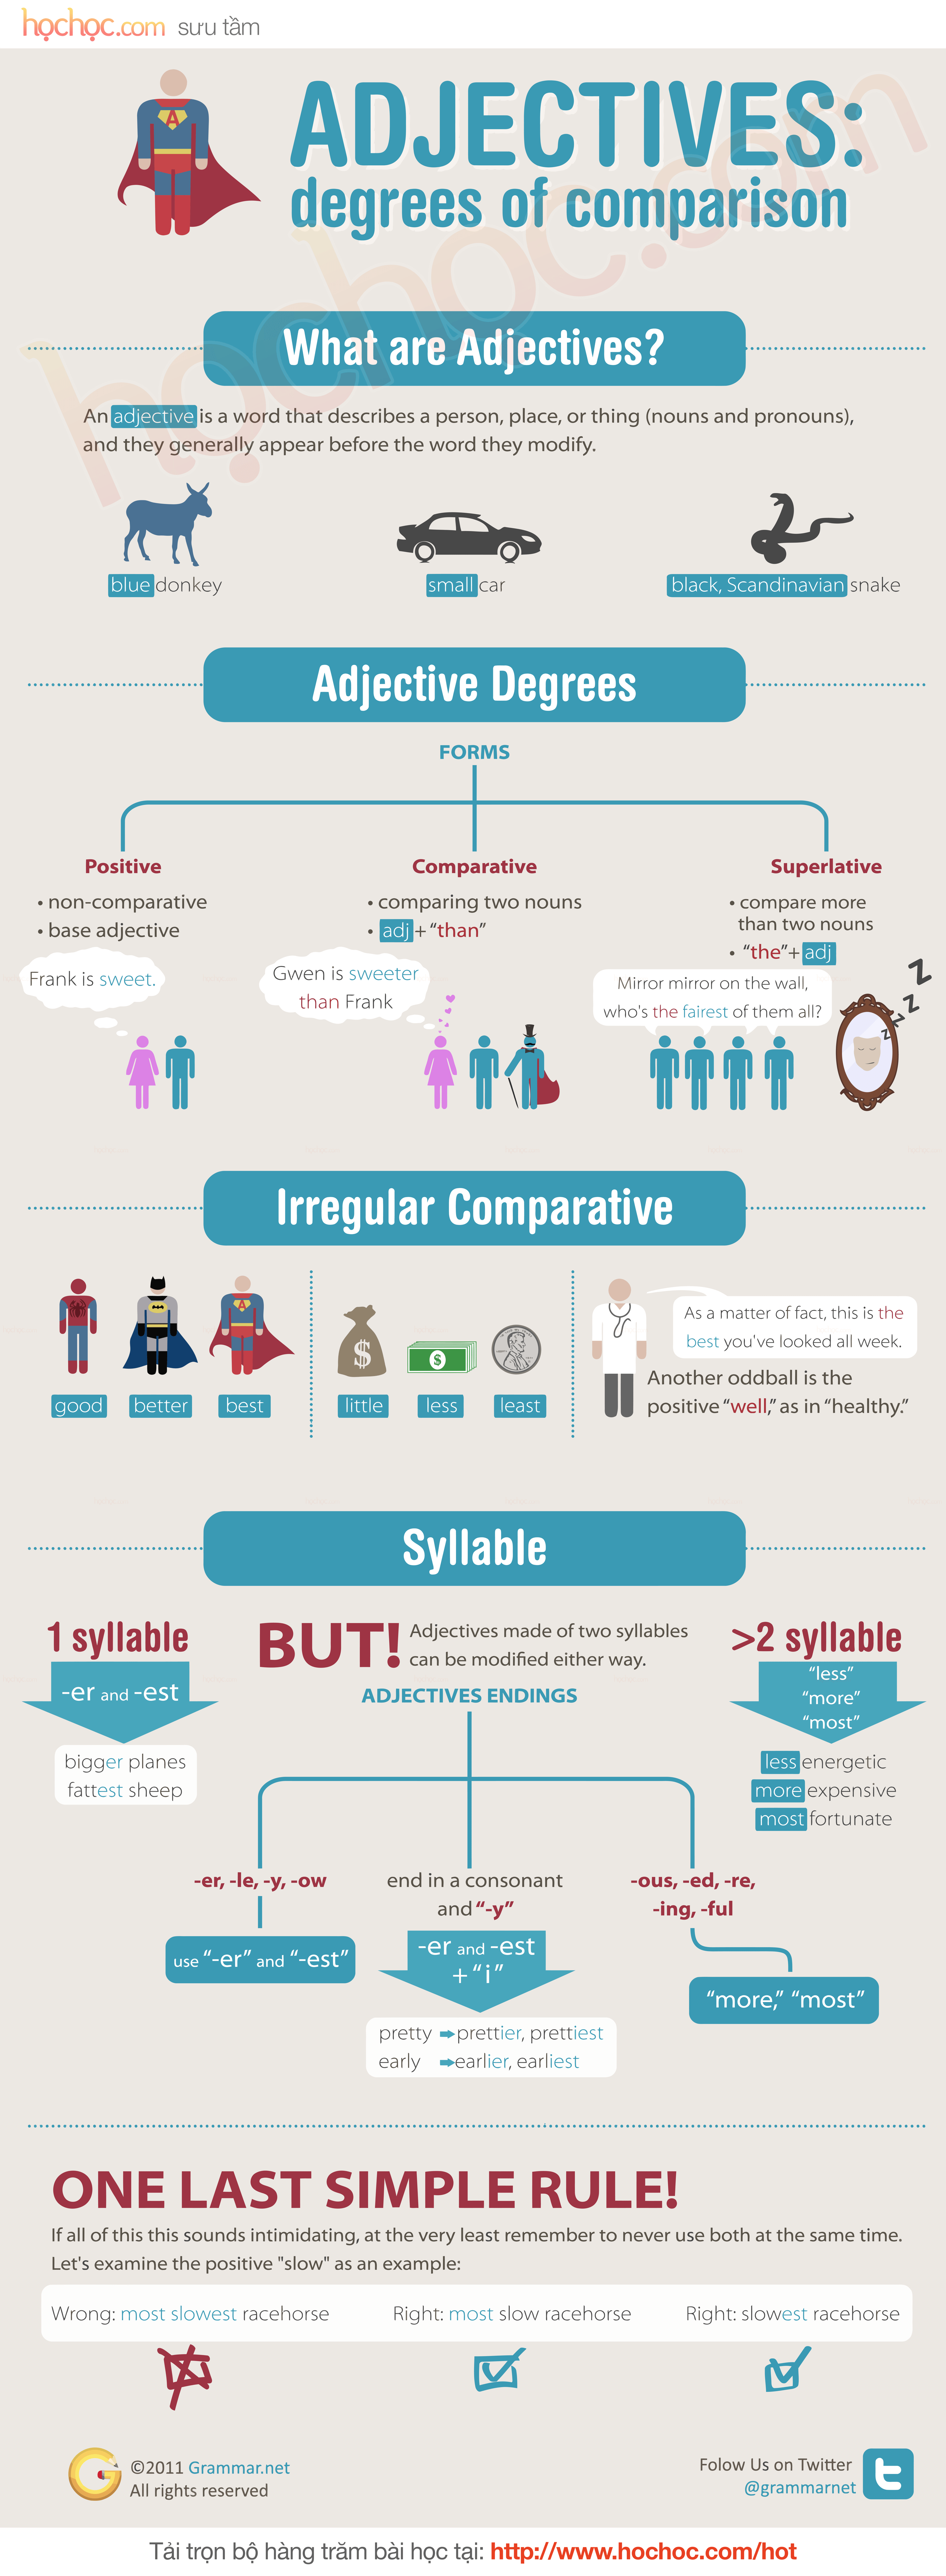 họchọc.com sưu tầm
ADJECTIVES:
degrees of comparison
họchọc.com
What are Adjectives?
An adjective is a word that describes a person, place, or thing (nouns and pronouns),
and they generally appear before the word they modify.
blue donkey
small car
black, Scandinavian snake
Adjective Degrees
FORMS
Positive
• non-comparative
• base adjective
Frank is sweet.
Comparative
• comparing two nouns
• adj + “than”
Gwen is sweeter
than Frank
Superlative
• compare more
than two nouns
• “the” + adj
Mirror mirror on the wall,
who's the fairest of them all?
z z z z
Irregular Comparative
good better best
little less least
As a matter of fact, this is the
best you've looked all week.
Another oddball is the
positive “well,” as in “healthy.”
Syllable
1 syllable
-er and -est
bigger planes
fattest sheep
BUT! Adjectives made of two syllables
can be modified either way.
>2 syllable
“less”
“more”
“most”
less energetic
more expensive
most fortunate
ADJECTIVES ENDINGS
-er, -le, -y, -ow
use “-er” and “-est”
end in a consonant
and “-y”
-er and -est
+ “i”
pretty ➡ prettier, prettiest
early ➡ earlier, earliest
-ous, -ed, -re,
-ing, -ful
“more,” “most”
ONE LAST SIMPLE RULE!
If all of this this sounds intimidating, at the very least remember to never use both at the same time.
Let's examine the positive "slow" as an example:
Wrong: most slowest racehorse
Right: most slow racehorse
Right: slowest racehorse
©2011 Grammar.net
All rights reserved
Folow Us on Twitter
@grammarnet
Tải trọn bộ hàng trăm bài học tại: http://www.hochoc.com/hot